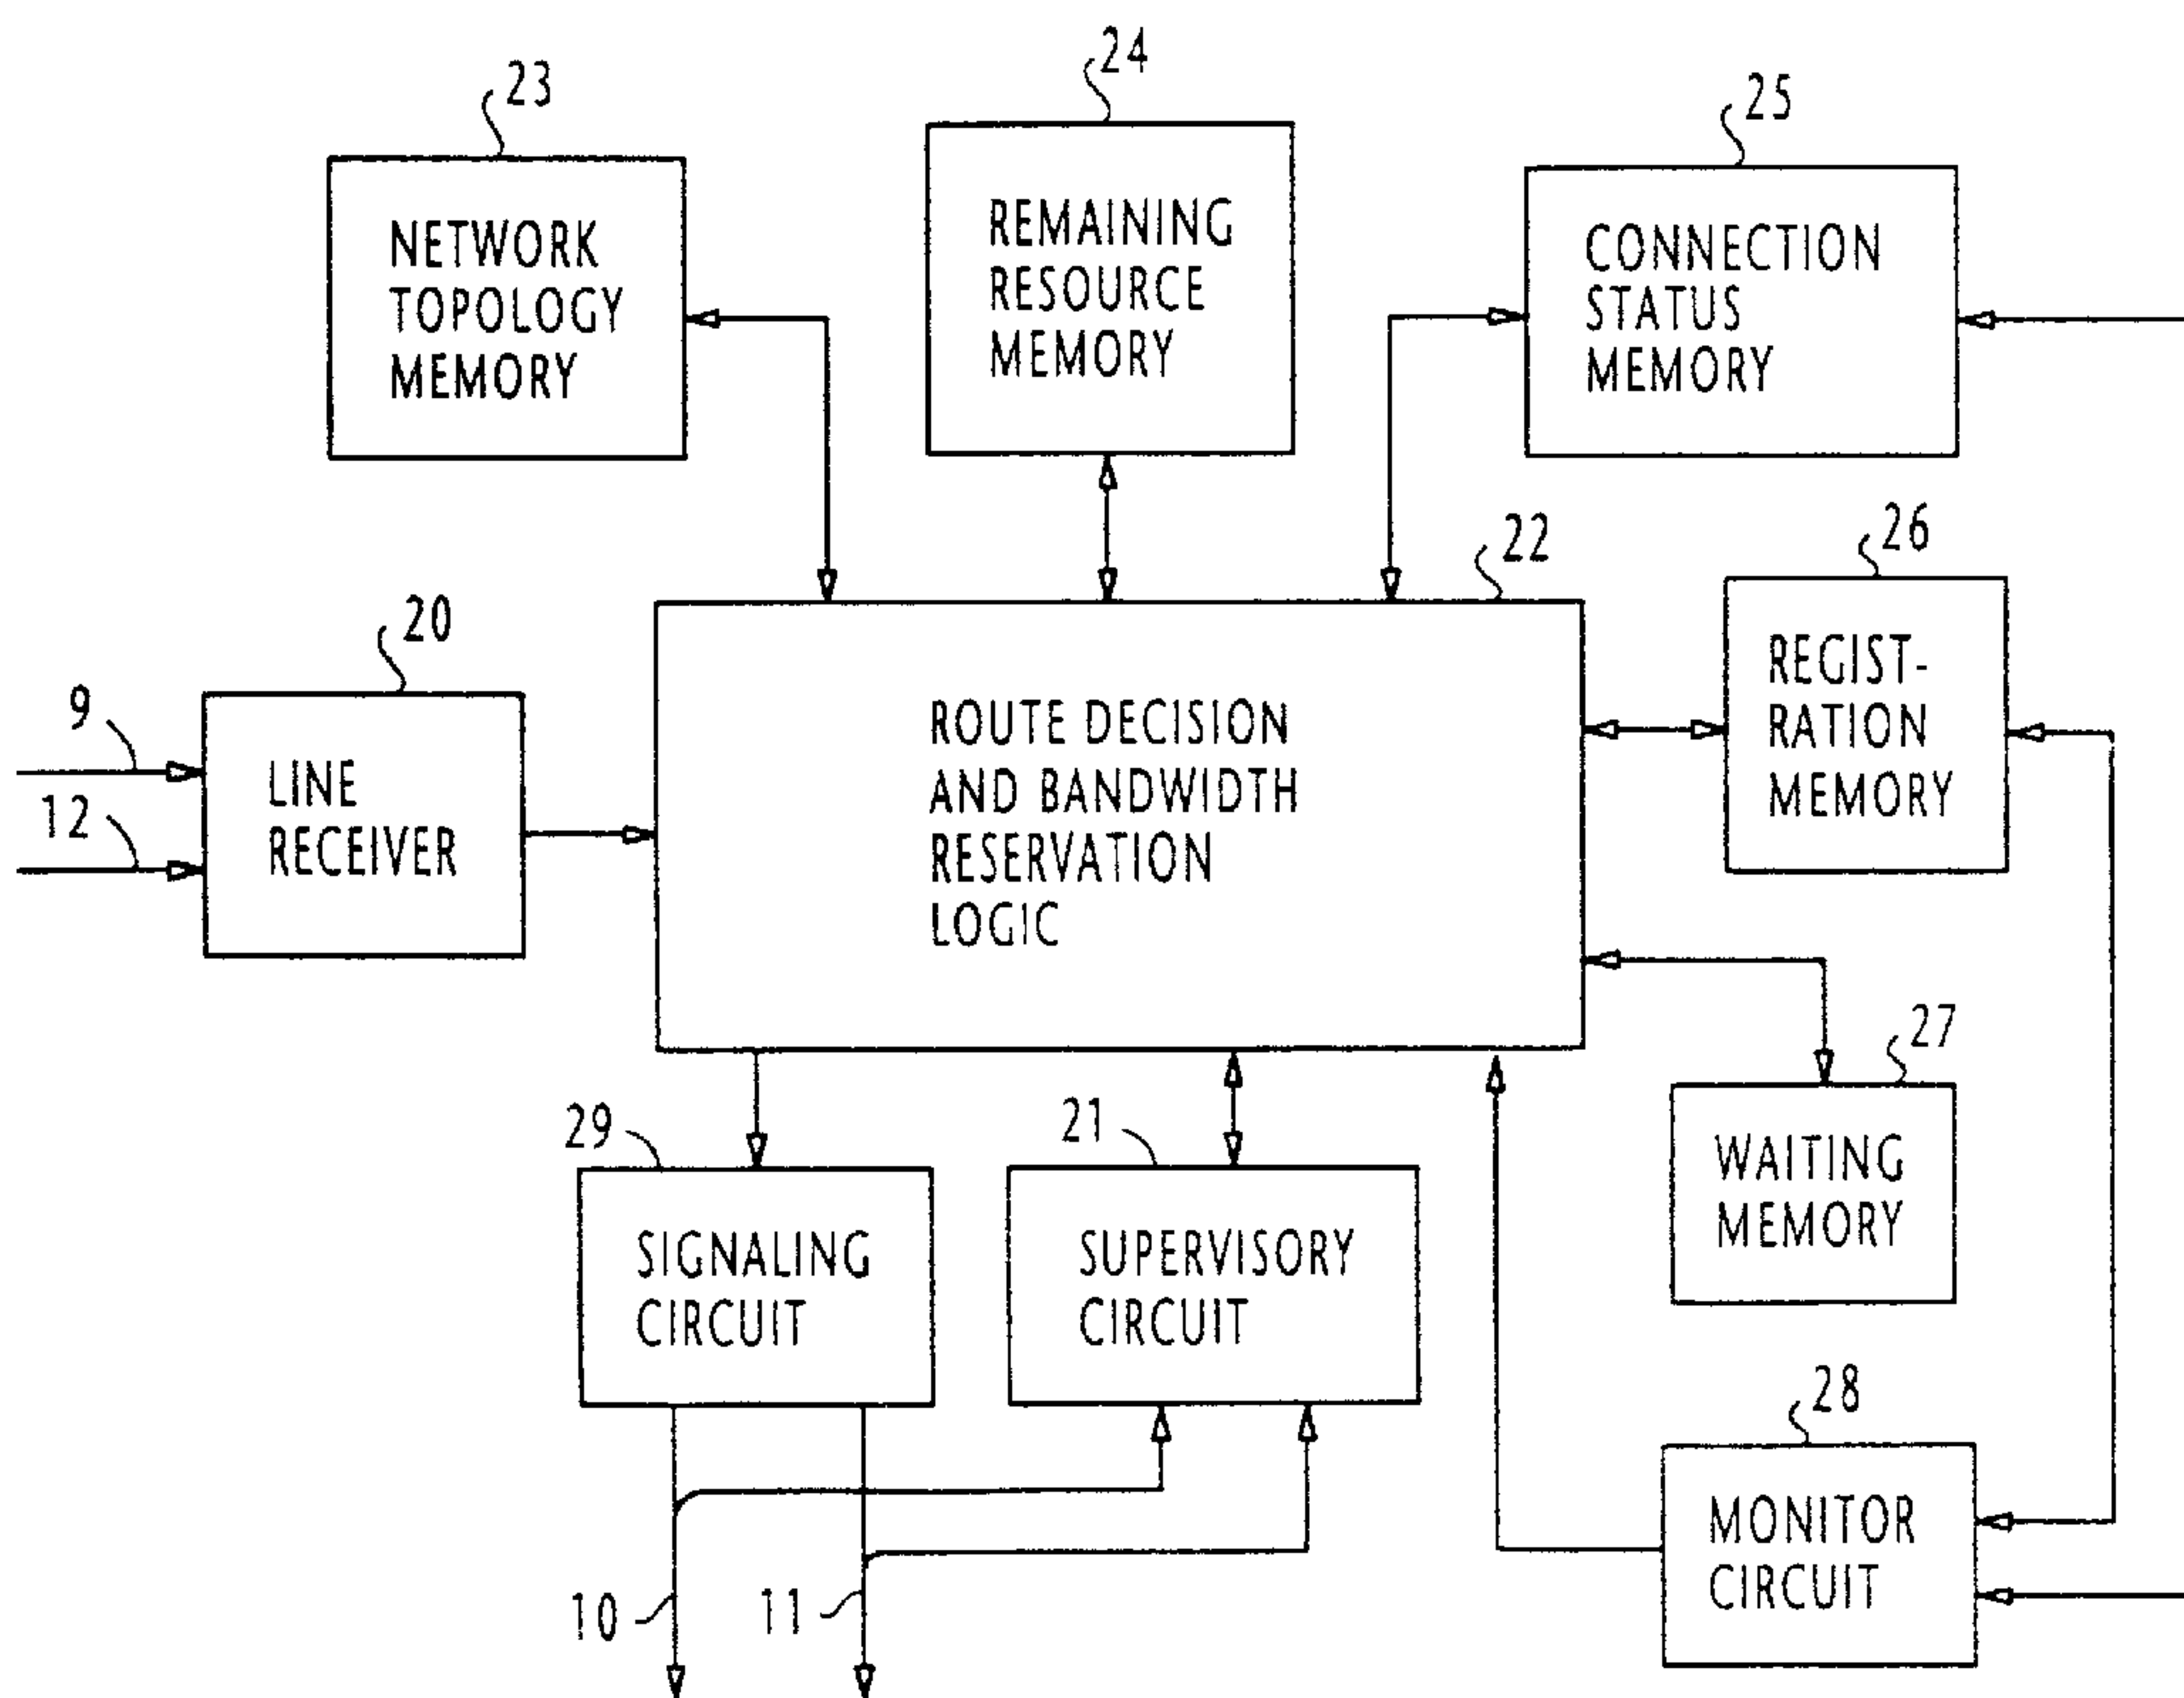 23
NETWORK
TOPOLOGY
MEMORY
24
REMAINING
RESOURCE
MEMORY
25
CONNECTION
STATUS
MEMORY
20
9
12
LINE
RECEIVER
22
ROUTE DECISION
AND BANDWIDTH
RESERVATION
LOGIC
26
REGIST-
RATION
MEMORY
27
WAITING
MEMORY
29
SIGNALING
CIRCUIT
21
SUPERVISORY
CIRCUIT
28
MONITOR
CIRCUIT
10
11